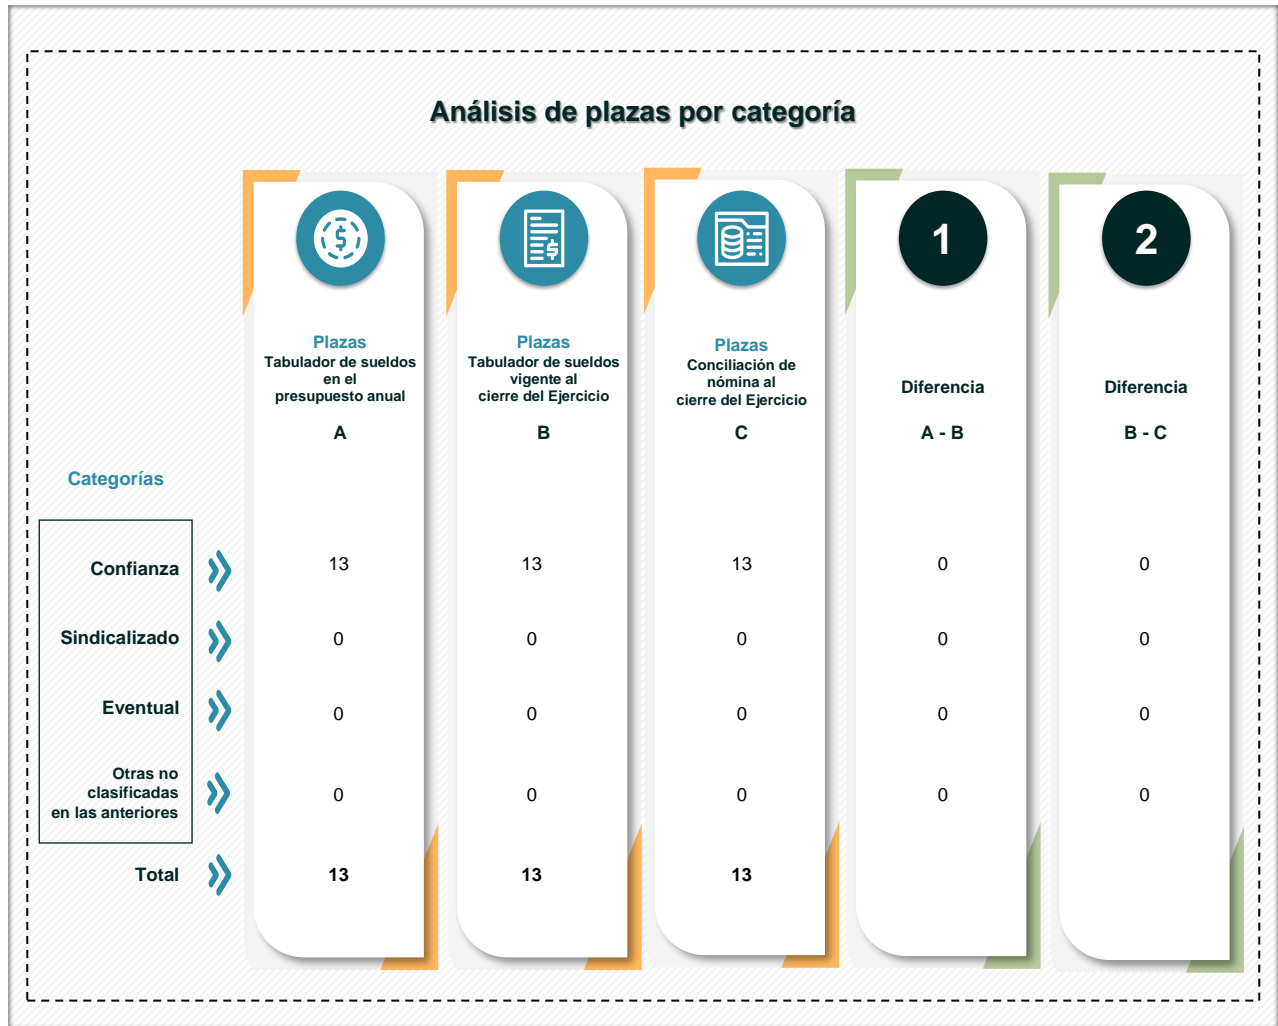 Análisis de plazas por categoría
1
2
Plazas
Tabulador de sueldos
en el
presupuesto anual
A
Plazas
Tabulador de sueldos
vigente al
cierre del Ejercicio
B
Plazas
Conciliación de
nómina al
cierre del Ejercicio
C
Diferencia
A - B
Diferencia
B - C
Categorías
Confianza 13 13 13 0 0
Sindicalizado 0 0 0 0 0
Eventual 0 0 0 0 0
Otras no
clasificadas
en las anteriores 0 0 0 0 0
Total 13 13 13